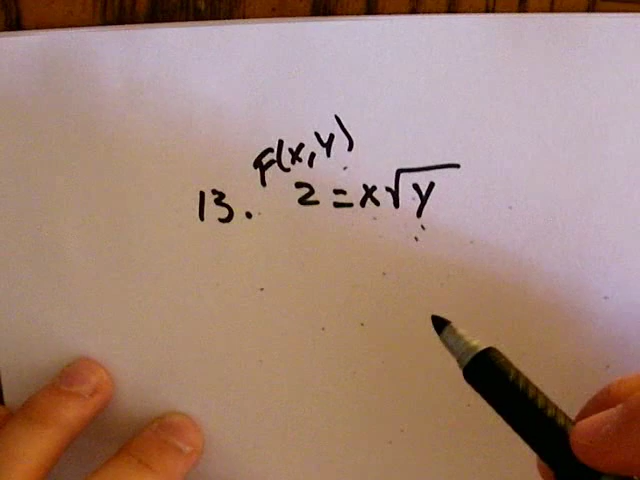 f(x,y)
13. z=x√y